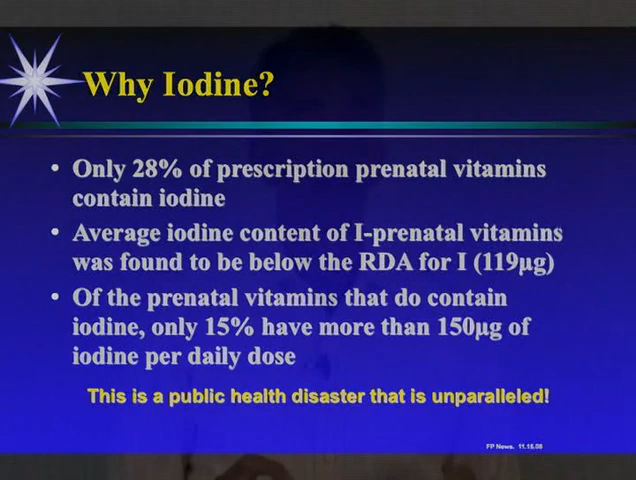 Why Iodine?
• Only 28% of prescription prenatal vitamins
contain iodine
• Average iodine content of I-prenatal vitamins
was found to be below the RDA for I (119µg)
• Of the prenatal vitamins that do contain
iodine, only 15% have more than 150µg of
iodine per daily dose
This is a public health disaster that is unparalleled!
FP News. 11.15.08